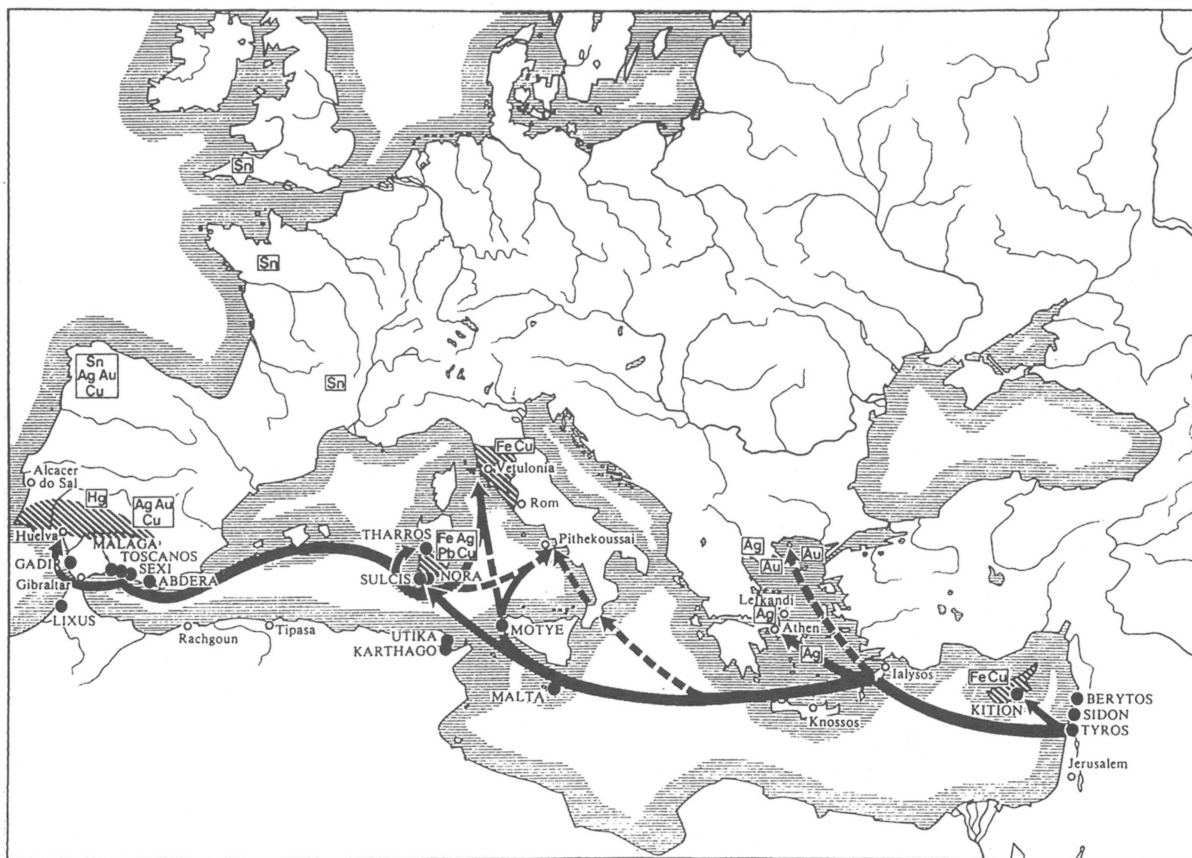 Sn
Sn
Sn
Sn
Ag Au
Cu
Alcacer
do Sal
Hg
Ag Au
Cu
Huelva
MALAGA
TOSCANOS
GADI
SEXI
Gibraltar
ABDERA
LIXUS
Rachgoun
Tipasa
Fe Cu
Vetulonia
Rom
THARROS
Fe Ag
Pb Cu
Pithekoussai
SULCIS
NORA
UTIKA
KARTHAGO
MOTYE
MALTA
Ag
Au
Au
Lefkandi
Ag
Athen
Ag
Ialysos
Knossos
Fe Cu
KITION
BERYTOS
SIDON
TYROS
Jerusalem